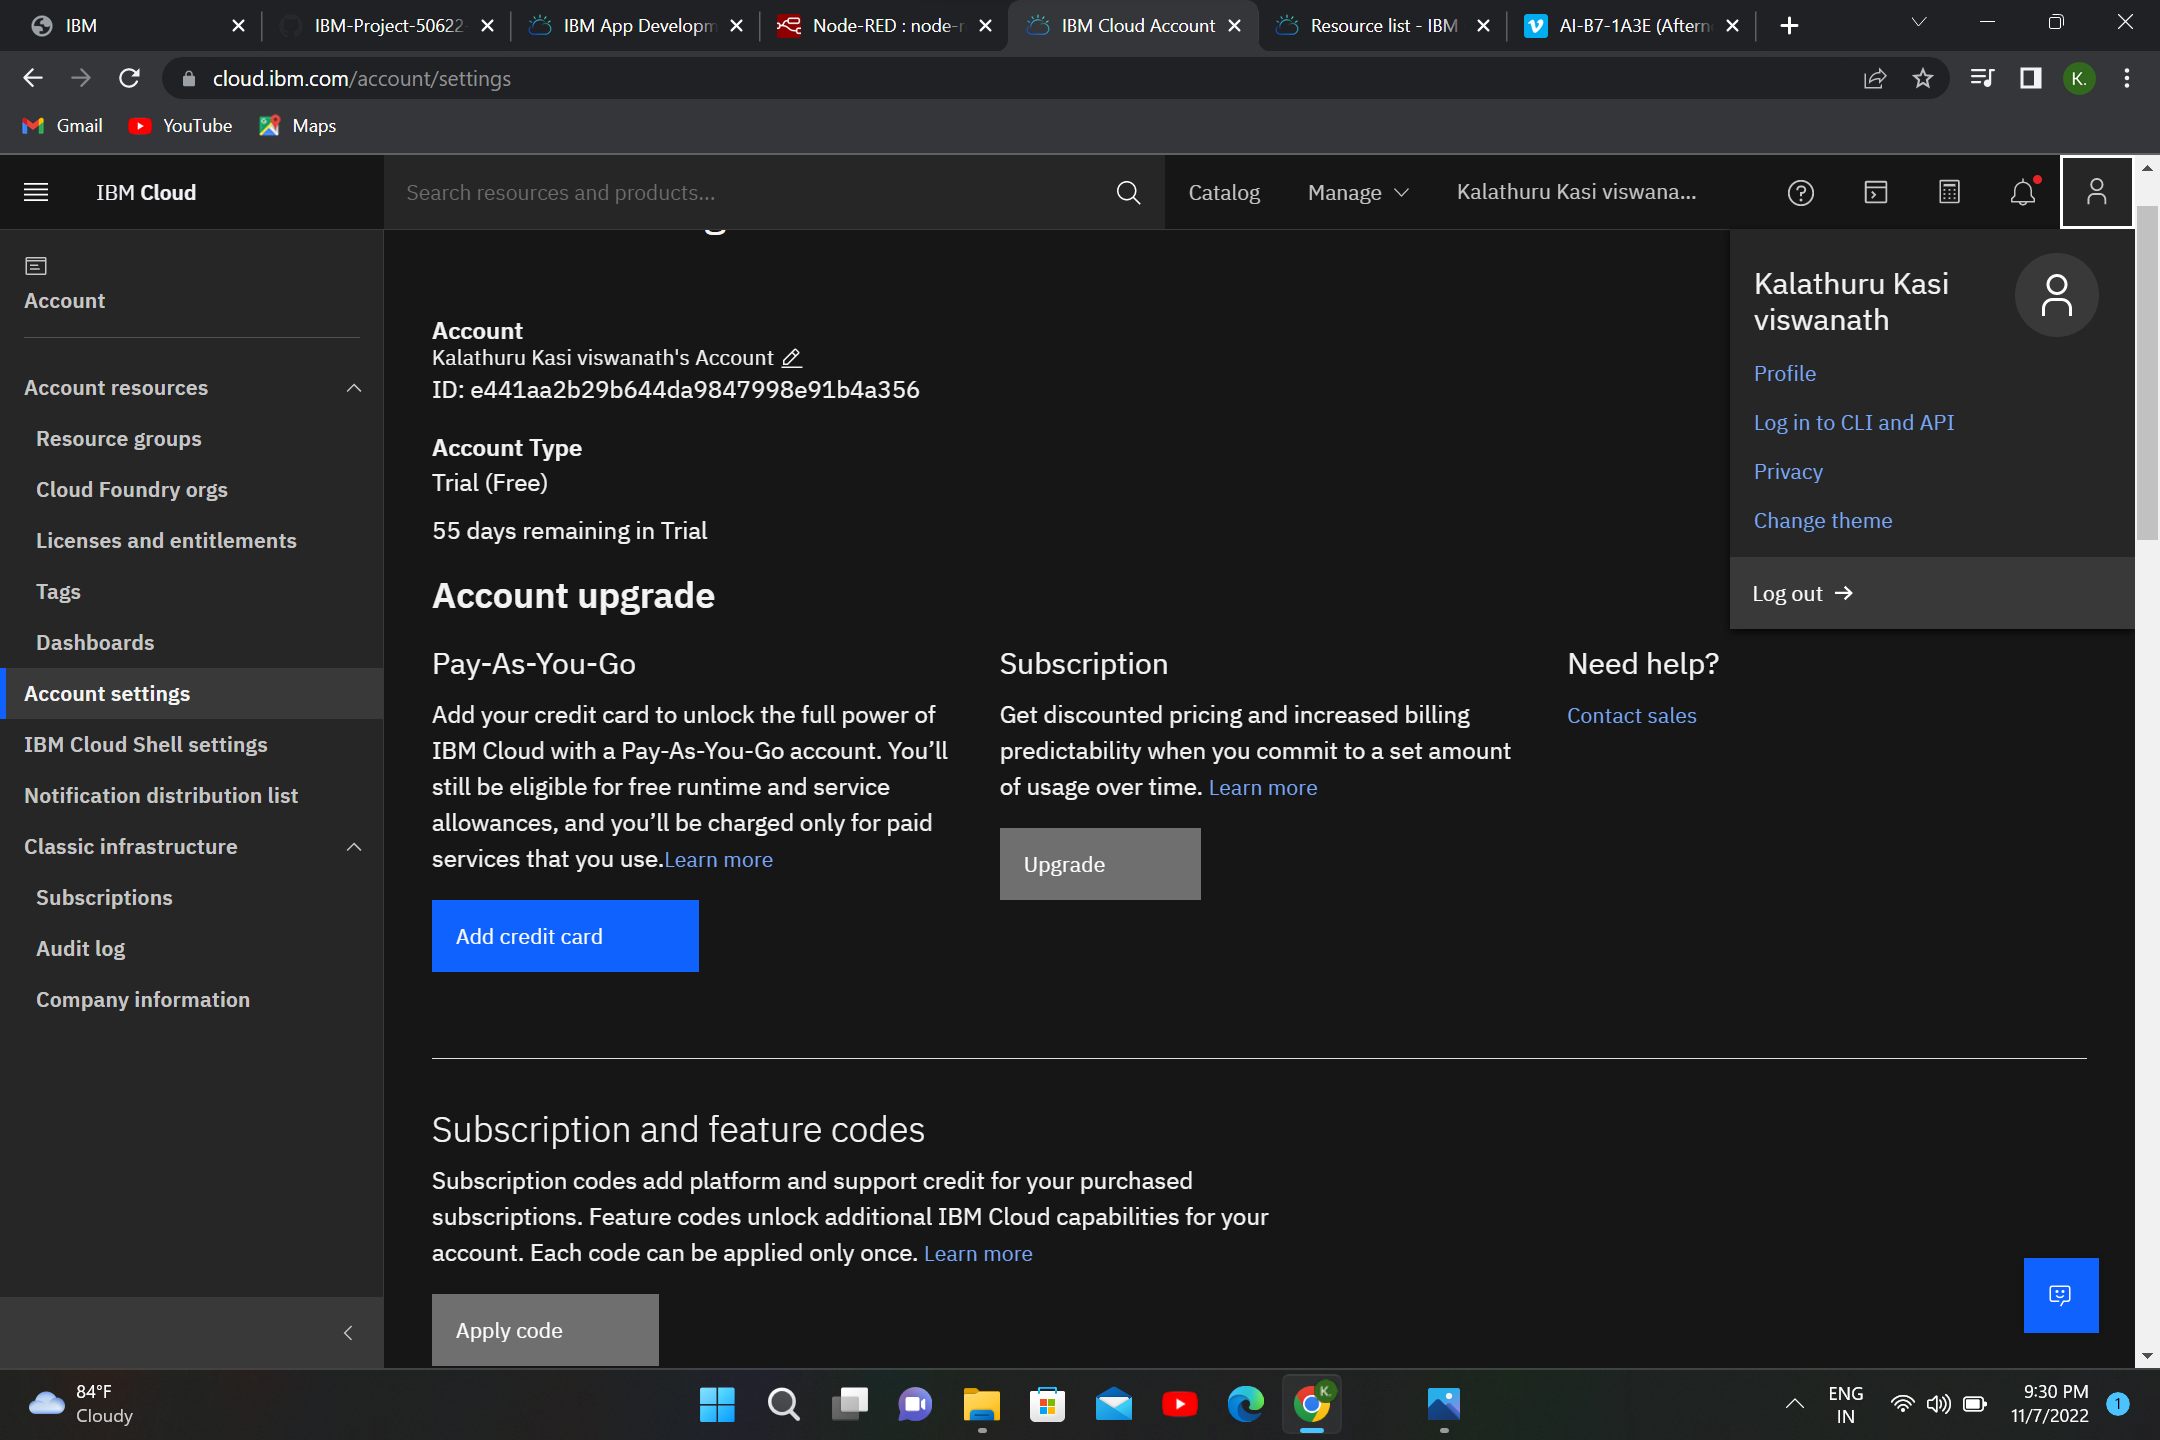 IBM
IBM-Project-50622-
IBM App Developm
Node-RED : node-r
IBM Cloud Account
Resource list - IBM
AI-B7-1A3E (Aftern
cloud.ibm.com/account/settings
K.
Gmail
YouTube
Maps
IBM Cloud
Search resources and products...
Catalog
Manage
Kalathuru Kasi viswana...
Account
Account resources
Resource groups
Cloud Foundry orgs
Licenses and entitlements
Tags
Dashboards
Account settings
IBM Cloud Shell settings
Notification distribution list
Classic infrastructure
Subscriptions
Audit log
Company information
Account
Kalathuru Kasi viswanath's Account
ID: e441aa2b29b644da9847998e91b4a356
Account Type
Trial (Free)
55 days remaining in Trial
Account upgrade
Pay-As-You-Go
Add your credit card to unlock the full power of
IBM Cloud with a Pay-As-You-Go account. You’ll
still be eligible for free runtime and service
allowances, and you’ll be charged only for paid
services that you use.Learn more
Add credit card
Subscription
Get discounted pricing and increased billing
predictability when you commit to a set amount
of usage over time. Learn more
Upgrade
Need help?
Contact sales
Kalathuru Kasi
viswanath
Profile
Log in to CLI and API
Privacy
Change theme
Log out
Subscription and feature codes
Subscription codes add platform and support credit for your purchased
subscriptions. Feature codes unlock additional IBM Cloud capabilities for your
account. Each code can be applied only once. Learn more
Apply code
84°F
Cloudy
K.
ENG
IN
9:30 PM
11/7/2022
1